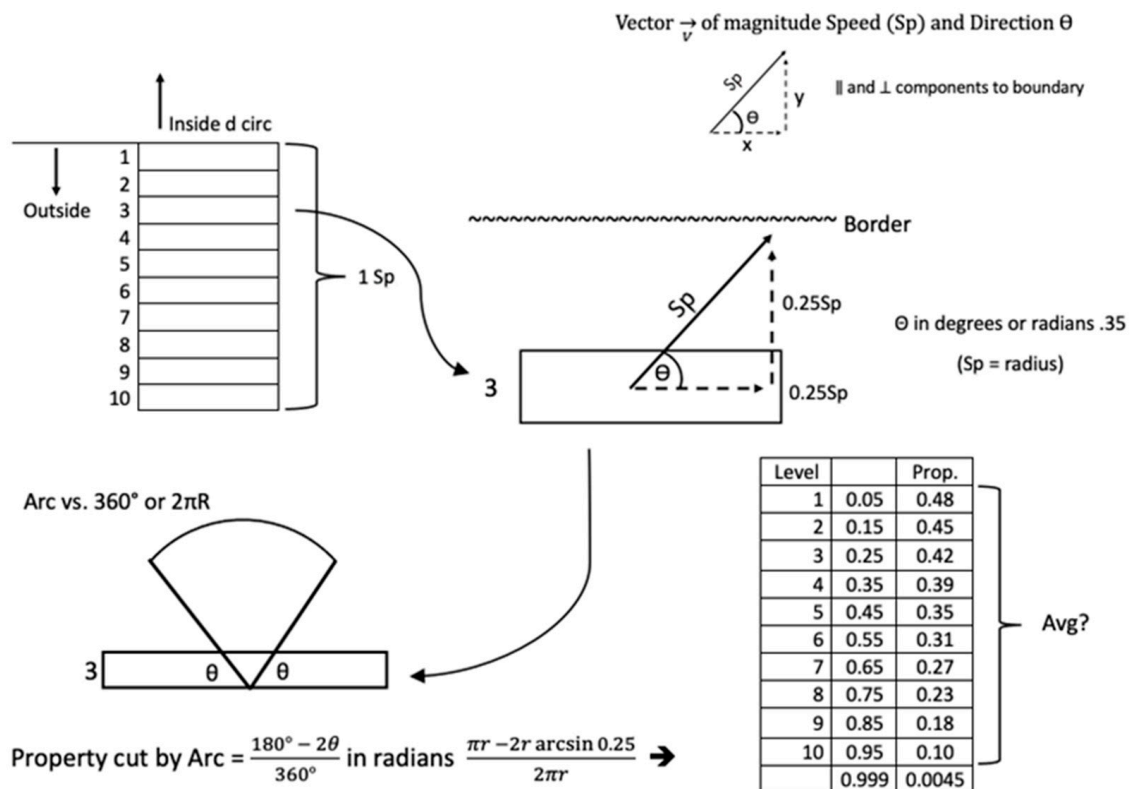 Vector v of magnitude Speed (Sp) and Direction Θ
Sp
Θ
y
x
∥ and ⊥ components to boundary
Inside d circ
Outside
1
2
3
4
5
6
7
8
9
10
1 Sp
~~~~~~~~~~~~~~~~~~~~~~~~~~~ Border
Sp
0.25Sp
Θ
3
0.25Sp
Θ in degrees or radians .35
(Sp = radius)
Arc vs. 360° or 2πR
3
θ θ
Property cut by Arc = (180° − 2θ)/360° in radians (πr −2r arcsin 0.25)/2πr ➔
Level Prop.
1 0.05 0.48
2 0.15 0.45
3 0.25 0.42
4 0.35 0.39
5 0.45 0.35
6 0.55 0.31
7 0.65 0.27
8 0.75 0.23
9 0.85 0.18
10 0.95 0.10
0.999 0.0045
Avg?